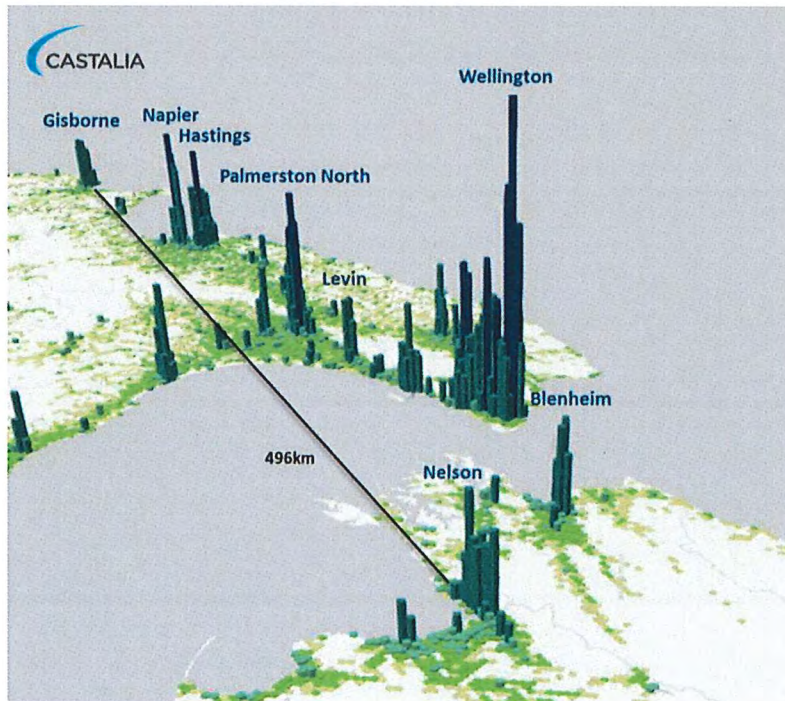 CASTALIA
Wellington
Gisborne
Napier
Hastings
Palmerston North
Levin
Blenheim
496km
Nelson